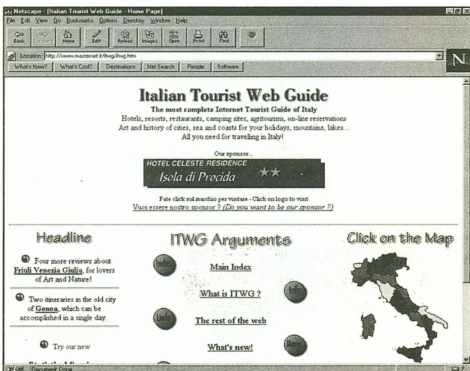 Netscape - [Italian Tourist Web Guide - Home Page]
File Edit View Go Bookmarks Options Directory Window Help
Back Home Edit Reload Images Open Print Find
Location: http://www.masternet.it/itwg/itwg.htm
What's New? What's Cool? Destinations Net Search People Software
N
Italian Tourist Web Guide
The most complete Internet Tourist Guide of Italy
Hotels, resorts, restaurants, camping sites, agritourism, on-line reservations
Art and history of cities, sea and coasts for your holidays, mountains, lakes...
All you need for travelling in Italy!
Our sponsor...
HOTEL CELESTE RESIDENCE
Isola di Procida
Fate click sul marchio per visitare - Click on logo to visit
Vuoi essere nostro sponsor ? (Do you want to be our sponsor ?)
Headline
Four more reviews about
Friuli Venezia Giulia, for lovers
of Art and Nature!
Two itineraries in the old city
of Genoa, which can be
accomplished in a single day.
Try our new
ITWG Arguments
Index
Main Index
What is ITWG ?
Info
Links
The rest of the web
What's new!
News
Click on the Map
Document: Done